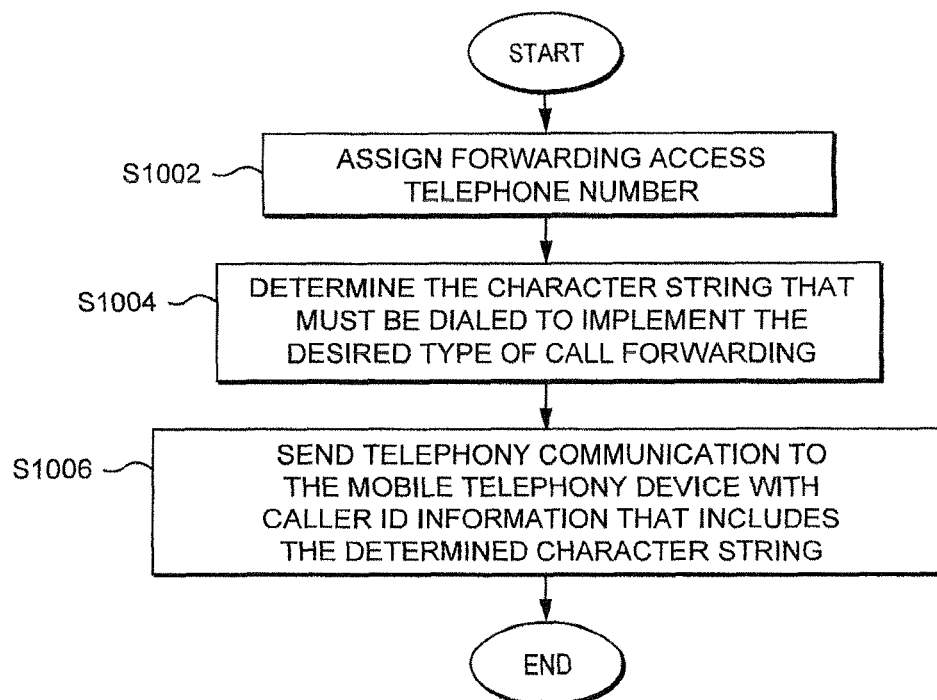 START
S1002
ASSIGN FORWARDING ACCESS
TELEPHONE NUMBER
S1004
DETERMINE THE CHARACTER STRING THAT
MUST BE DIALED TO IMPLEMENT THE
DESIRED TYPE OF CALL FORWARDING
S1006
SEND TELEPHONY COMMUNICATION TO
THE MOBILE TELEPHONY DEVICE WITH
CALLER ID INFORMATION THAT INCLUDES
THE DETERMINED CHARACTER STRING
END